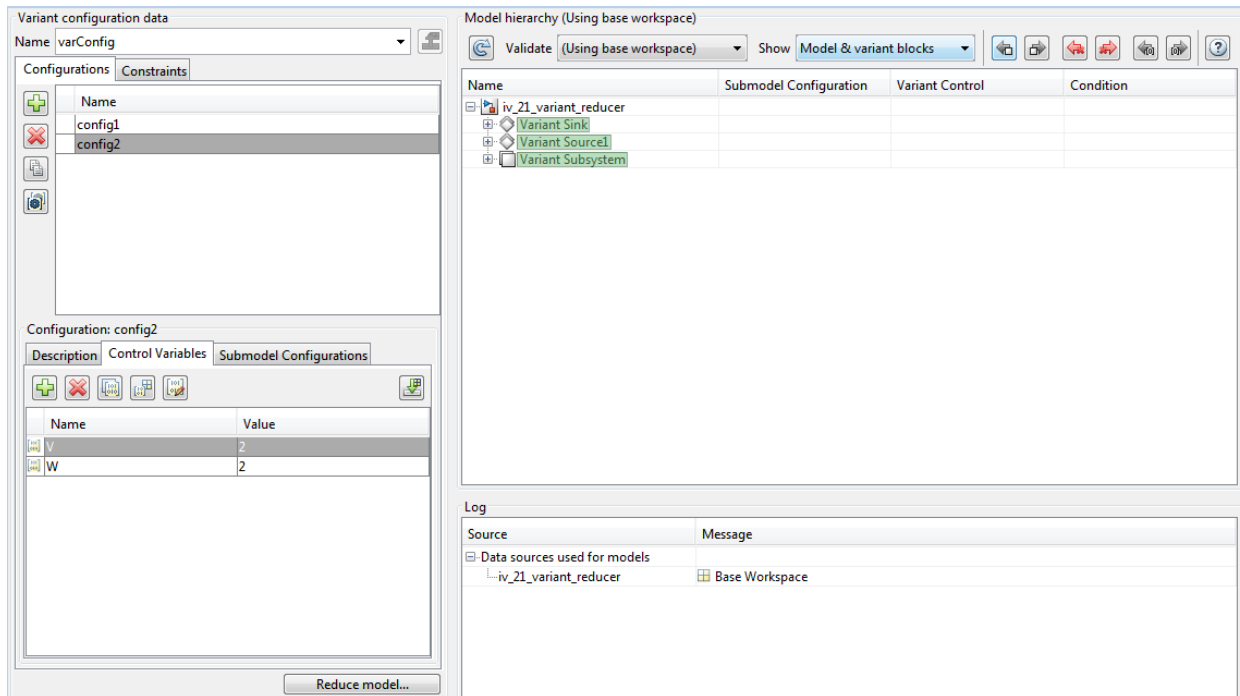 Variant configuration data
Name varConfig
Configurations Constraints
Name
config1
config2
Configuration: config2
Description Control Variables Submodel Configurations
Name Value
V 2
W 2
Reduce model...
Model hierarchy (Using base workspace)
Validate (Using base workspace) Show Model & variant blocks
Name Submodel Configuration Variant Control Condition
iv_21_variant_reducer
Variant Sink
Variant Source1
Variant Subsystem
Log
Source Message
Data sources used for models
iv_21_variant_reducer Base Workspace